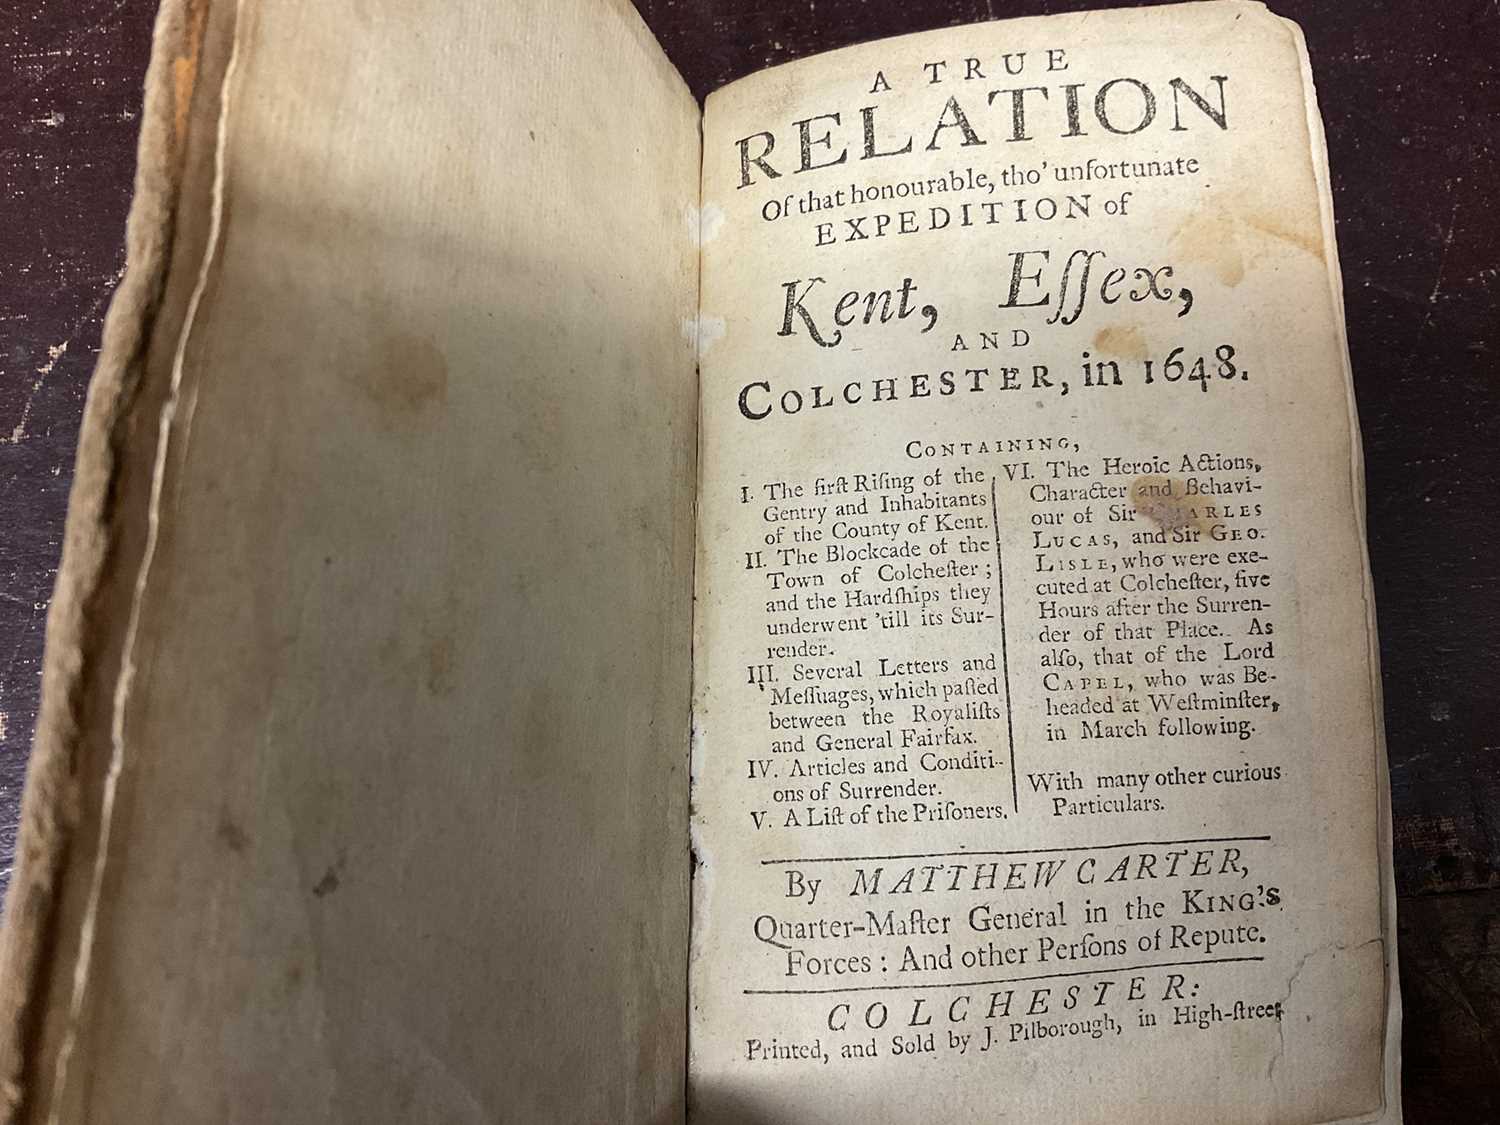 A TRUE
RELATION
Of that honourable, tho' unfortunate
EXPEDITION of
Kent, Eſſex,
AND
COLCHESTER, in 1648.
CONTAINING,
I. The firſt Riſing of the
Gentry and Inhabitants
of the County of Kent.
II. The Blockcade of the
Town of Colcheſter;
and the Hardſhips they
underwent 'till its Sur-
render.
III. Several Letters and
Meſſuages, which paſſed
between the Royaliſts
and General Fairfax.
IV. Articles and Conditi-
ons of Surrender.
V. A Liſt of the Priſoners.
VI. The Heroic Actions,
Character and Behavi-
our of Sir CHARLES
LUCAS, and Sir GEO.
LISLE, who were exe-
cuted at Colcheſter, five
Hours after the Surren-
der of that Place. As
alſo, that of the Lord
CAPEL, who was Be-
headed at Weſtminſter,
in March following.
With many other curious
Particulars.
By MATTHEW CARTER,
Quarter-Maſter General in the KING's
Forces: And other Perſons of Repute.
COLCHESTER:
Printed, and Sold by J. Pilborough, in High-ſtreet